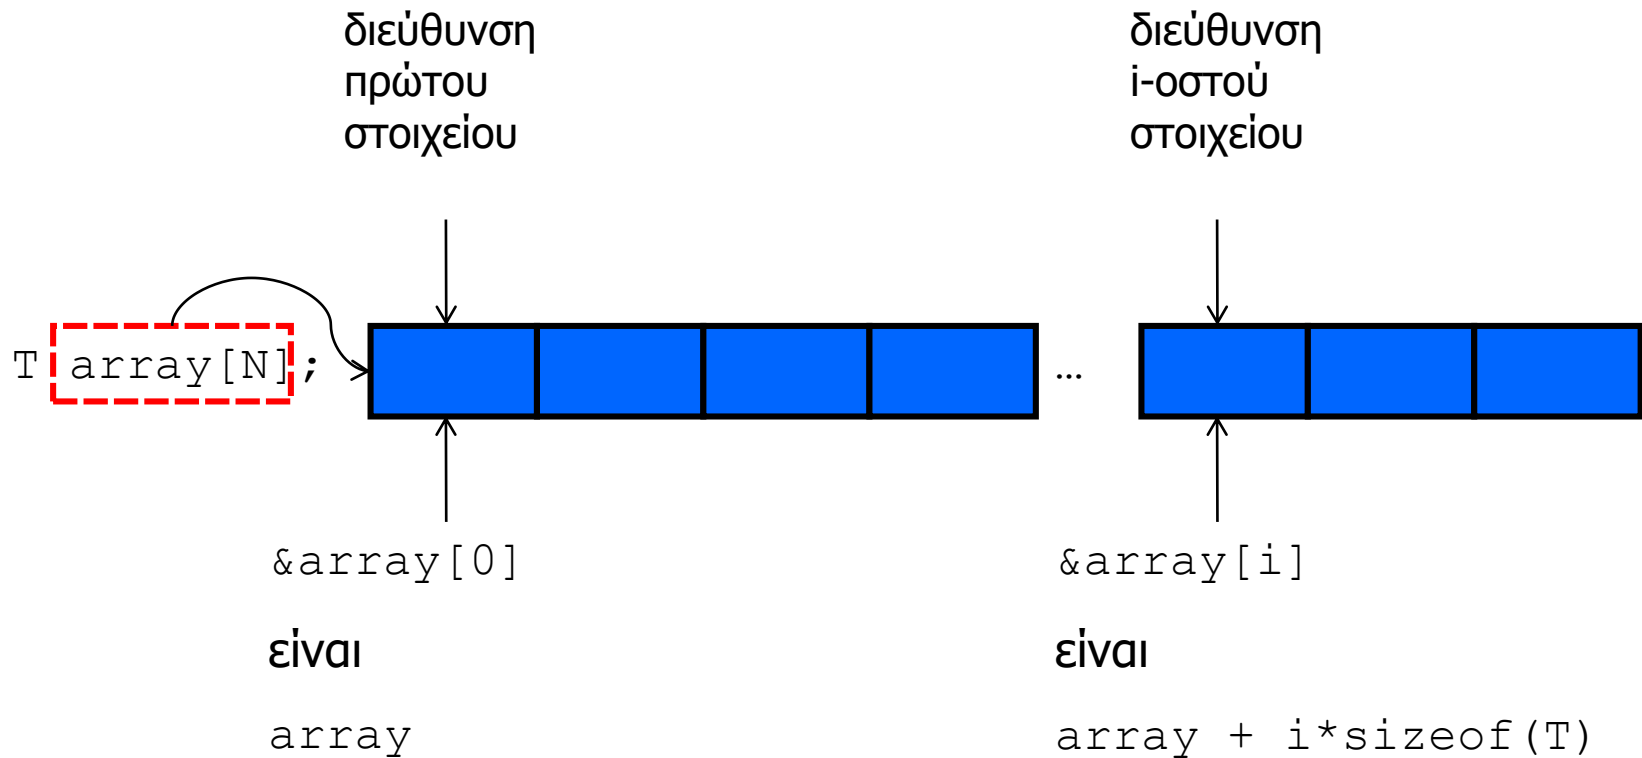 διεύθυνση
πρώτου
στοιχείου
διεύθυνση
i-οστού
στοιχείου
T array[N];
…
&array[0]
&array[i]
είναι
είναι
array
array + i*sizeof(T)